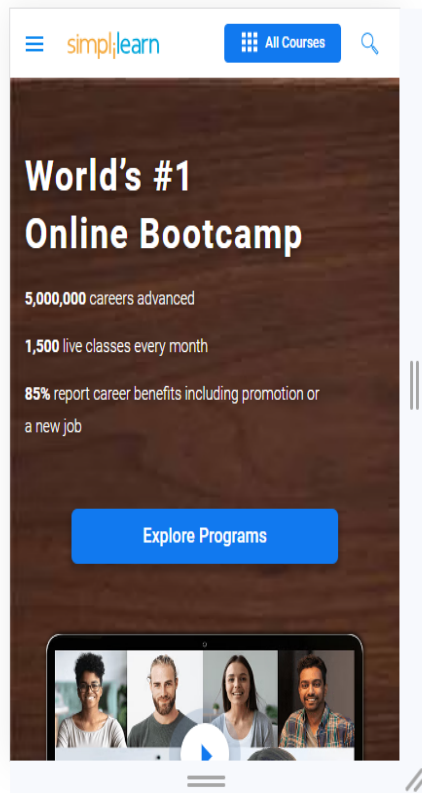 simplilearn
All Courses
World's #1
Online Bootcamp
5,000,000 careers advanced
1,500 live classes every month
85% report career benefits including promotion or
a new job
Explore Programs